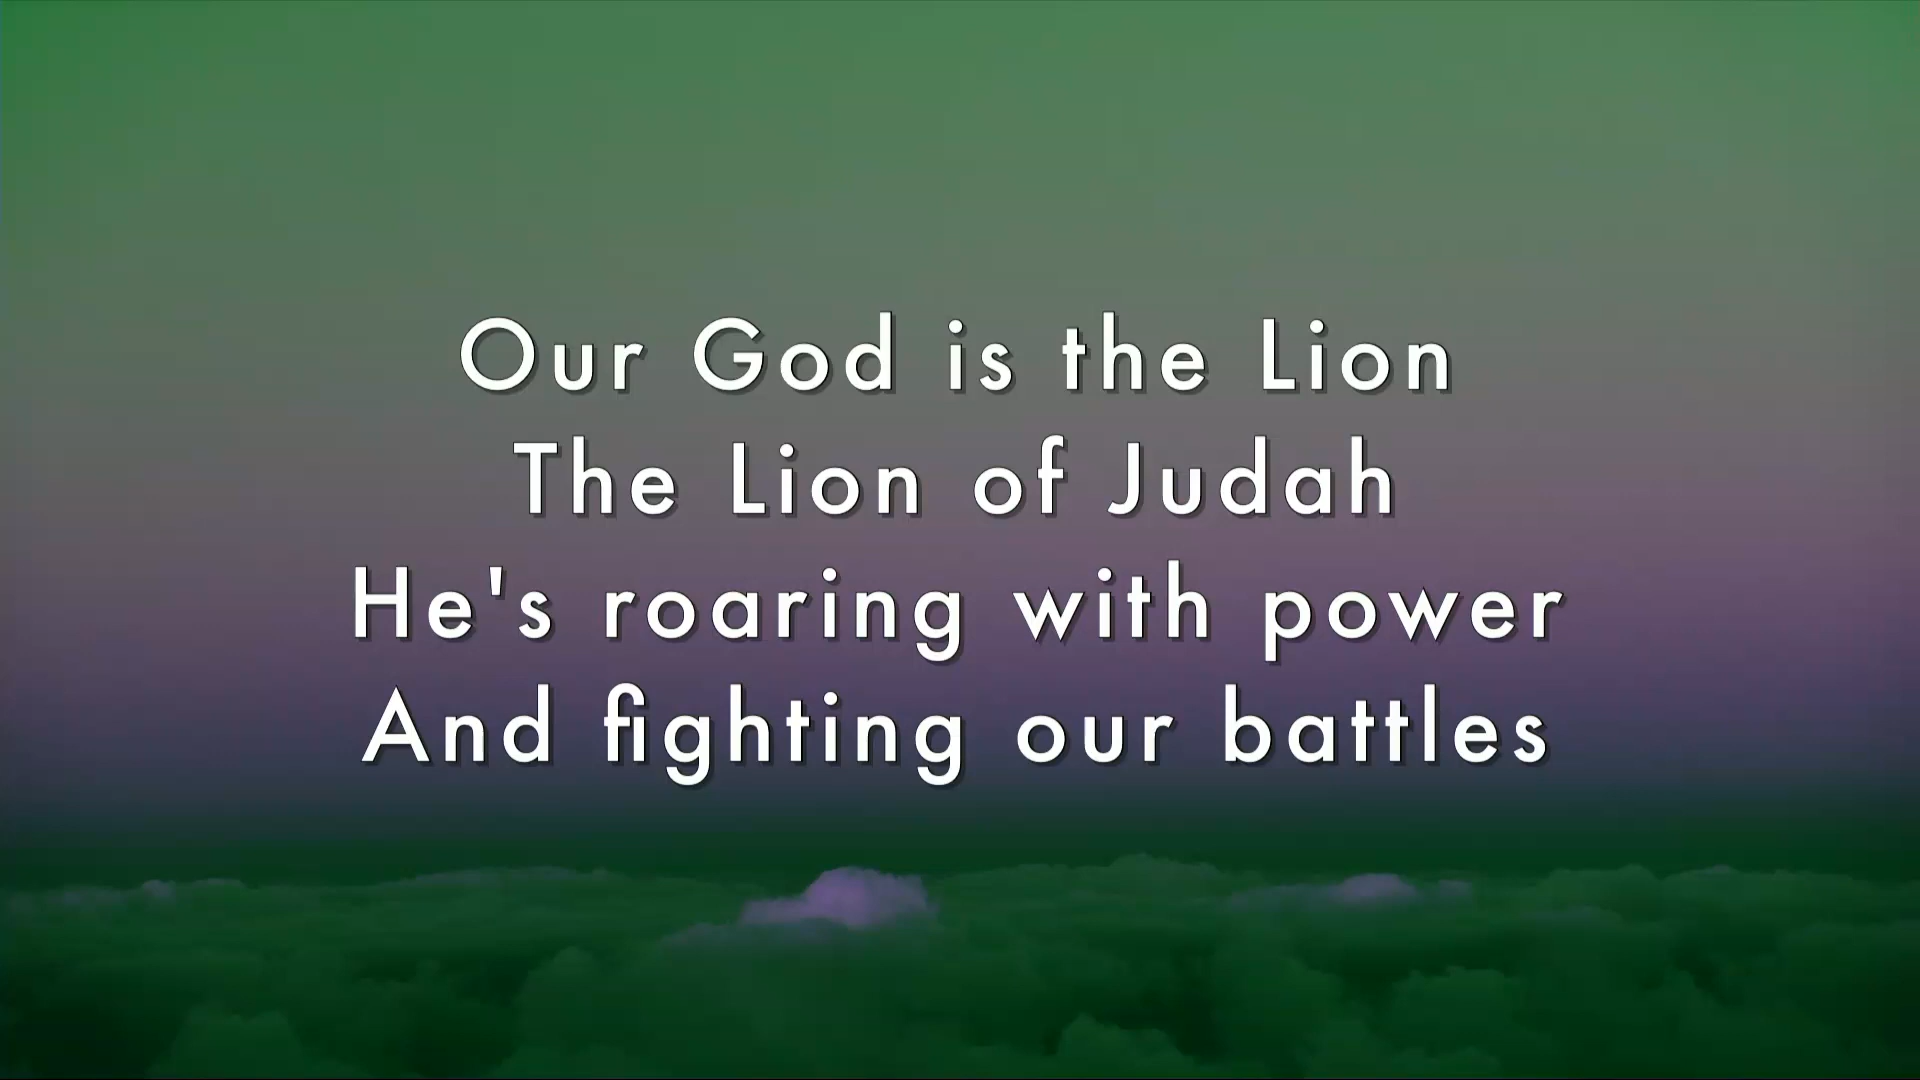 Our God is the Lion
The Lion of Judah
He's roaring with power
And fighting our battles